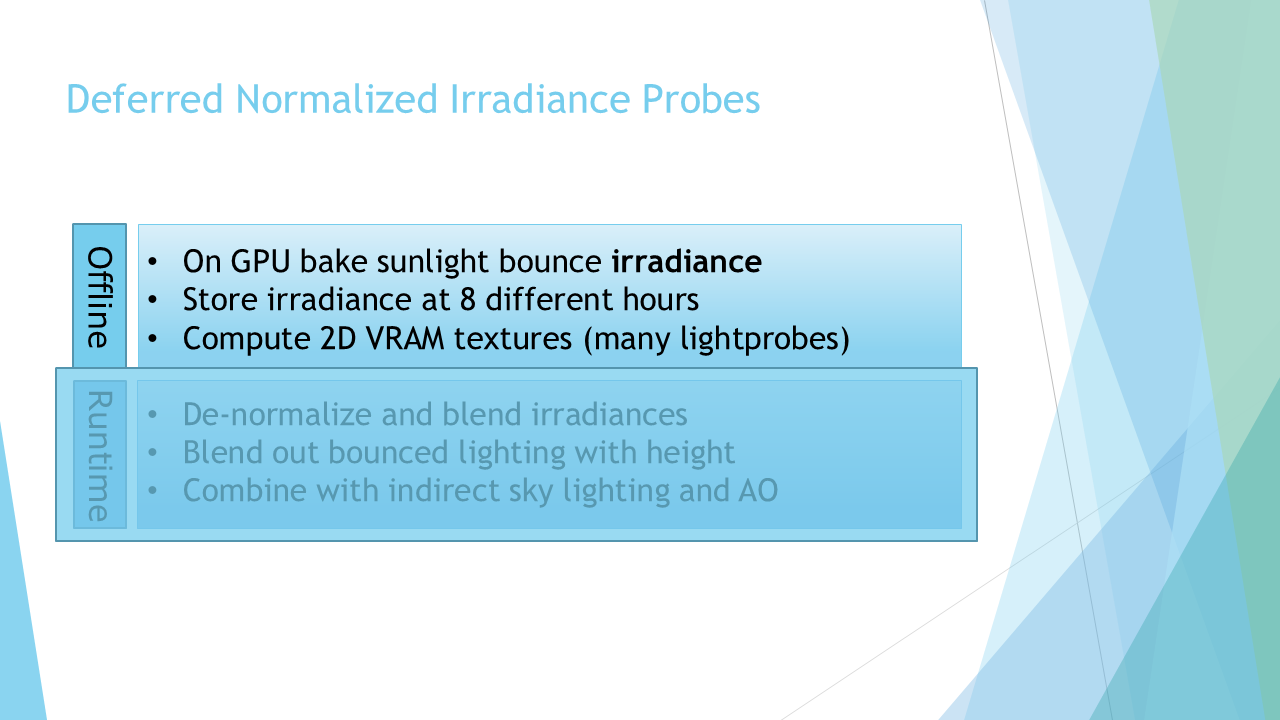 Deferred Normalized Irradiance Probes
Offline
• On GPU bake sunlight bounce irradiance
• Store irradiance at 8 different hours
• Compute 2D VRAM textures (many lightprobes)
Runtime
• De-normalize and blend irradiances
• Blend out bounced lighting with height
• Combine with indirect sky lighting and AO